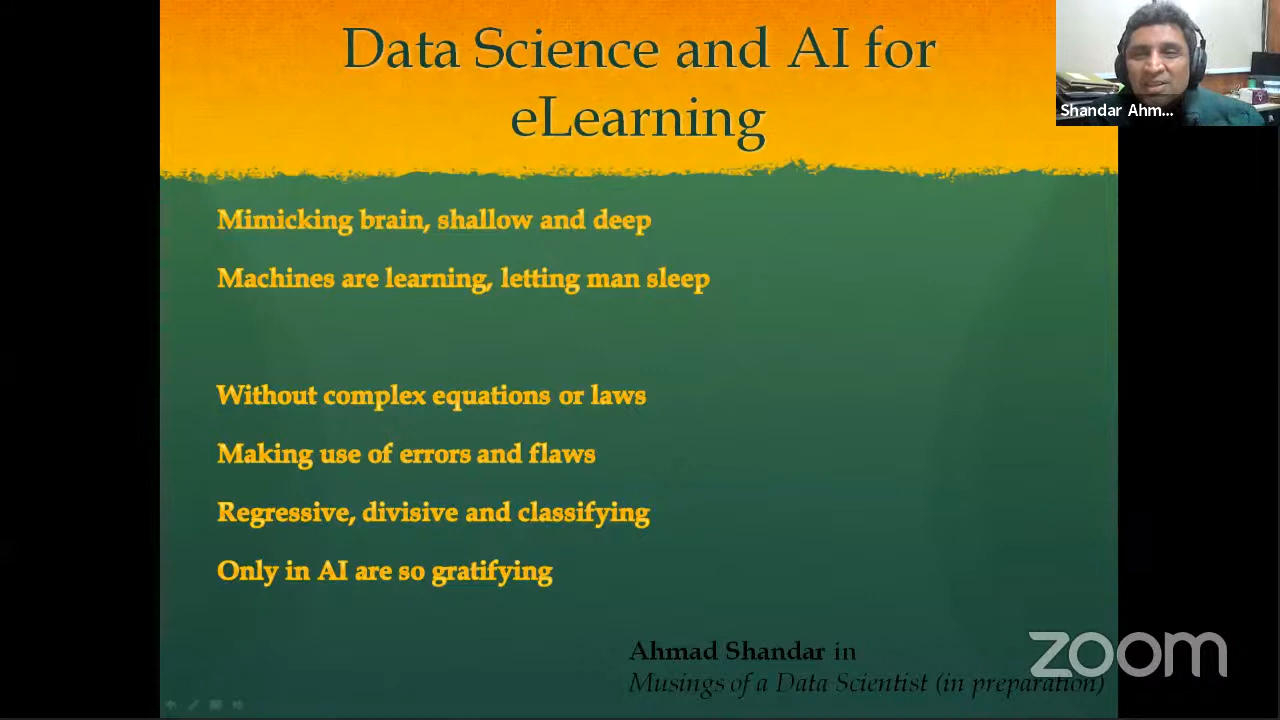 Data Science and AI for
eLearning
Shandar Ahm...
Mimicking brain, shallow and deep
Machines are learning, letting man sleep
Without complex equations or laws
Making use of errors and flaws
Regressive, divisive and classifying
Only in AI are so gratifying
Ahmad Shandar in
Musings of a Data Scientist (in preparation)
zoom